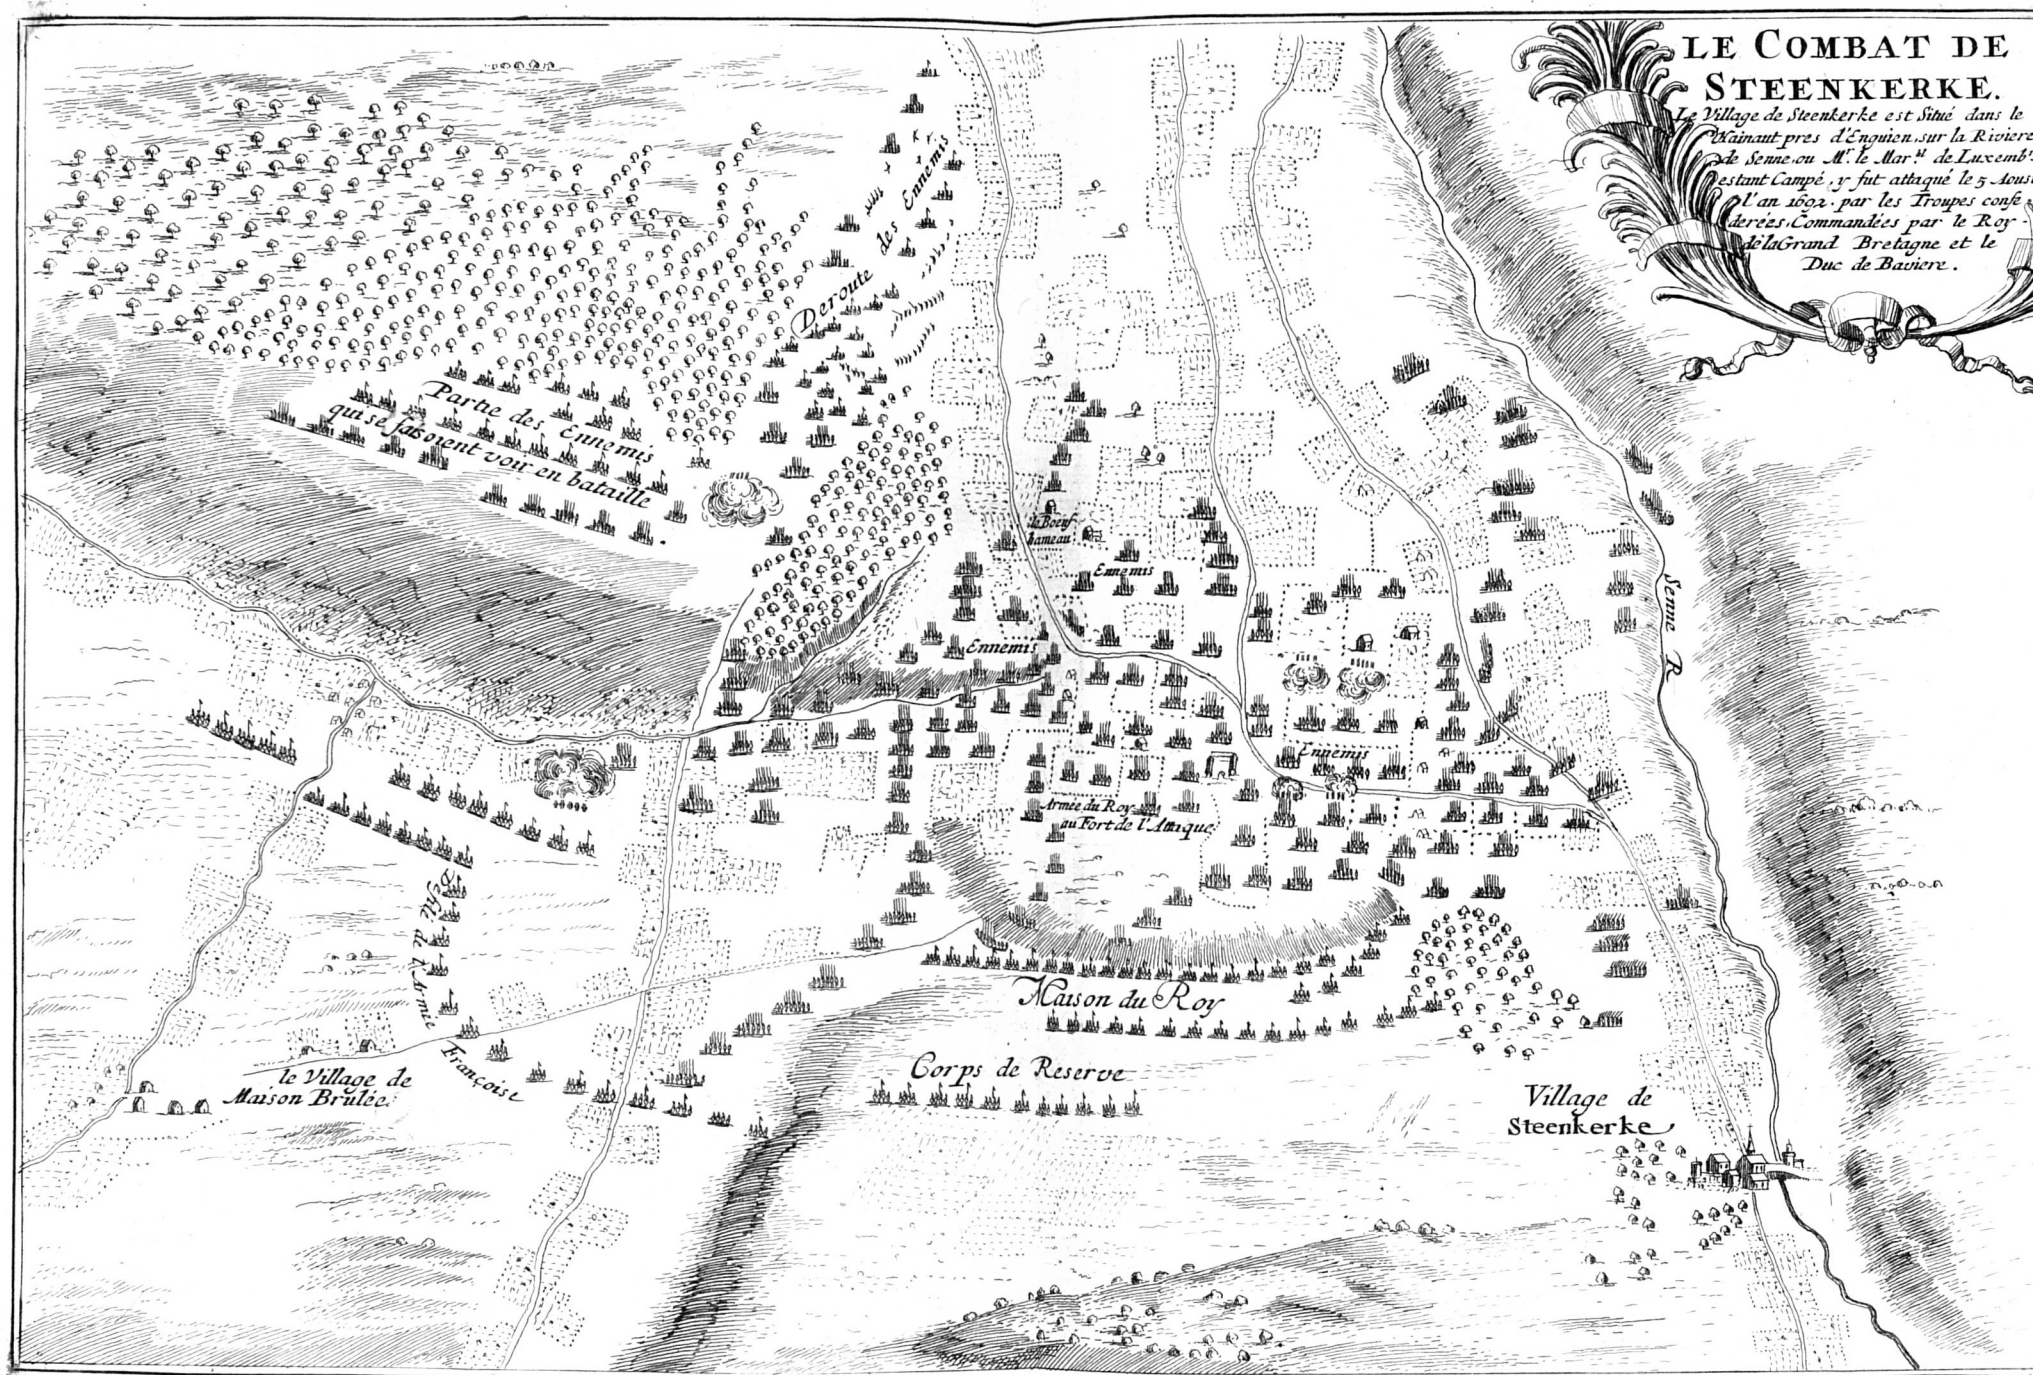 LE COMBAT DE
STEENKERKE.
Le Village de Steenkerke est Situé dans le
Hainaut pres d'Enguien, sur la Riviere
de Senne, ou Mr. le Mar.al de Luxemb.
estant Campé, y fut attaqué le 5 Aoust
l'an 1692. par les Troupes confe-
derées, Commandées par le Roy
de la Grand Bretagne et le
Duc de Baviere.
Deroute des Ennemis
Partie des Ennemis
qui se faisoient voir en bataille
le Boeuf
hameau
Ennemis
Ennemis
Senne R
Ennemis
Armée du Roy
au Fort de l'Attaque
Defilé de l'Armée Françoise
Maison du Roy
Corps de Reserve
le Village de
Maison Brulée
Village de
Steenkerke